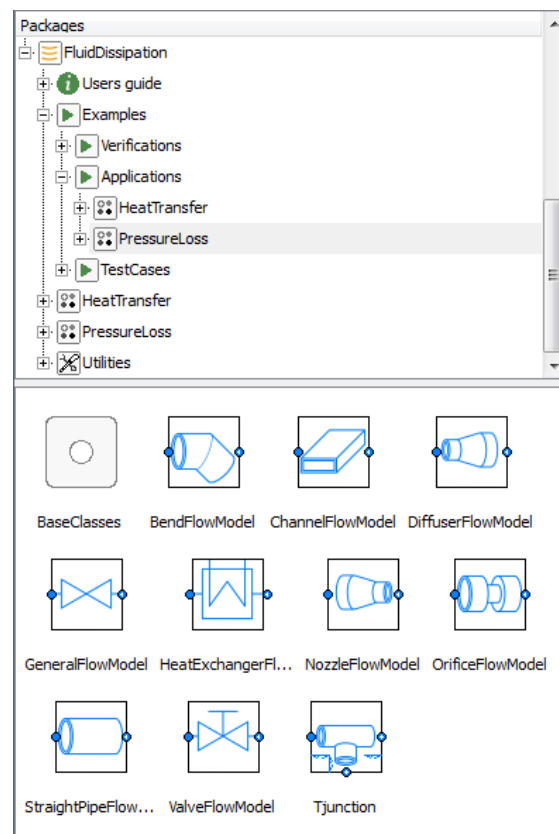 Packages
FluidDissipation
Users guide
Examples
Verifications
Applications
HeatTransfer
PressureLoss
TestCases
HeatTransfer
PressureLoss
Utilities
BaseClasses BendFlowModel ChannelFlowModel DiffuserFlowModel
GeneralFlowModel HeatExchangerFl... NozzleFlowModel OrificeFlowModel
StraightPipeFlow... ValveFlowModel Tjunction